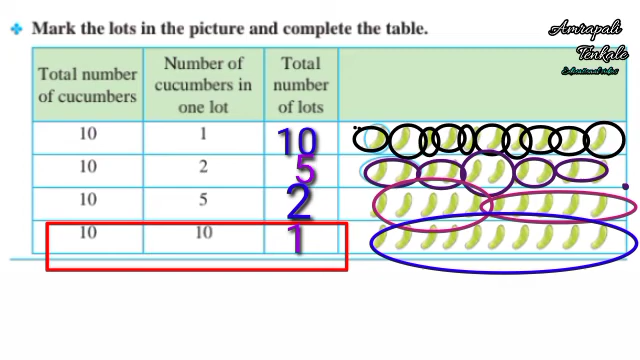 Amrapali
Tenkale
Mark the lots in the picture and complete the table.
Total number of cucumbers
Number of cucumbers in one lot
Total number of lots
10 1 10
10 2 5
10 5 2
10 10 1